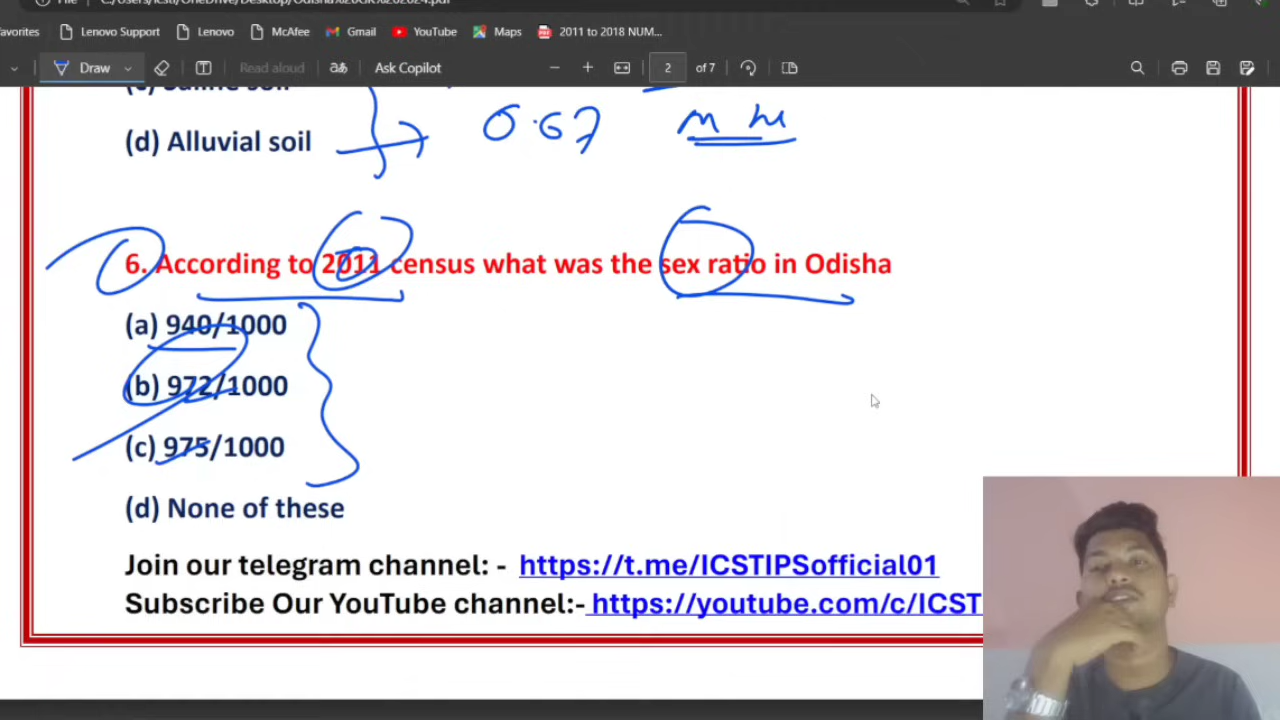 avorites Lenovo Support Lenovo McAfee Gmail YouTube Maps 2011 to 2018 NUM...
Draw Read aloud Ask Copilot 2 of 7
(d) Alluvial soil 0.67
6. According to 2011 census what was the sex ratio in Odisha
(a) 940/1000
(b) 972/1000
(c) 975/1000
(d) None of these
Join our telegram channel: - https://t.me/ICSTIPSofficial01
Subscribe Our YouTube channel:- https://youtube.com/c/ICST